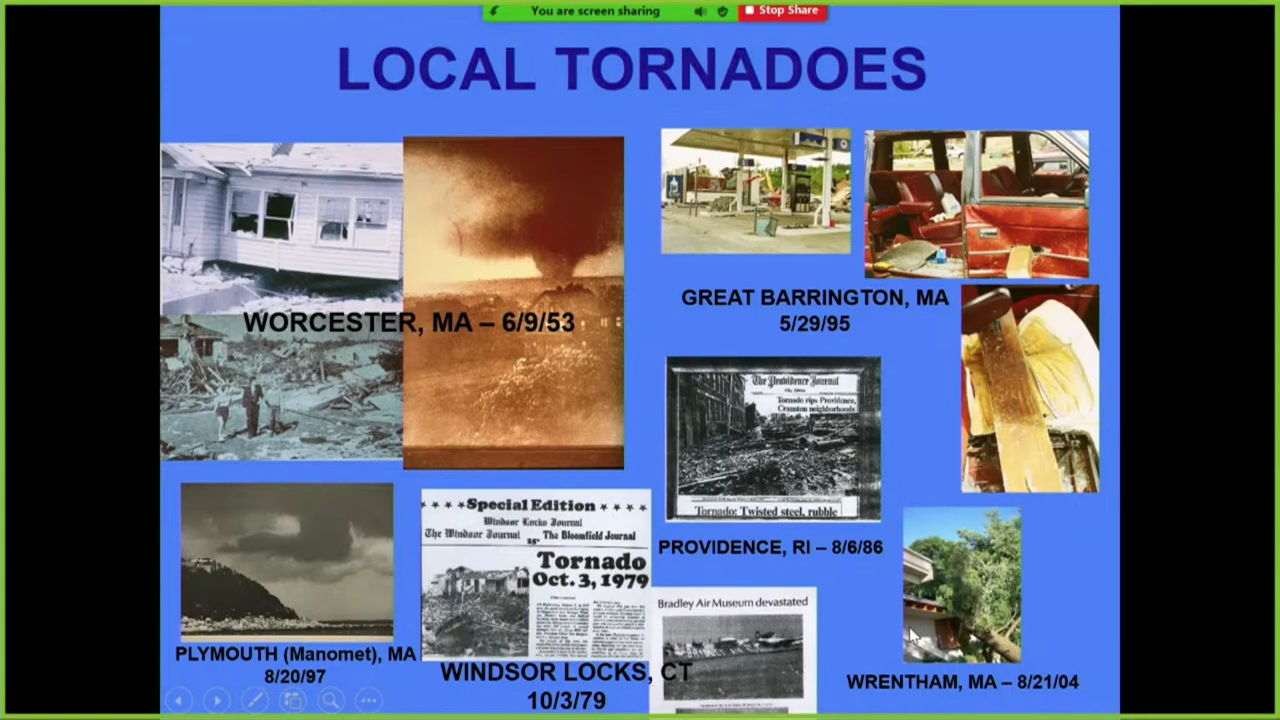 You are screen sharing
Stop Share
LOCAL TORNADOES
WORCESTER, MA – 6/9/53
GREAT BARRINGTON, MA
5/29/95
The Providence Journal
Tornado rips Providence,
Cranston neighborhoods
Tornado: Twisted steel, rubble
PROVIDENCE, RI – 8/6/86
PLYMOUTH (Manomet), MA
8/20/97
Special Edition
Windsor Locks Journal
The Windsor Journal The Bloomfield Journal
Tornado
Oct. 3, 1979
WINDSOR LOCKS, CT
10/3/79
Bradley Air Museum devastated
WRENTHAM, MA – 8/21/04